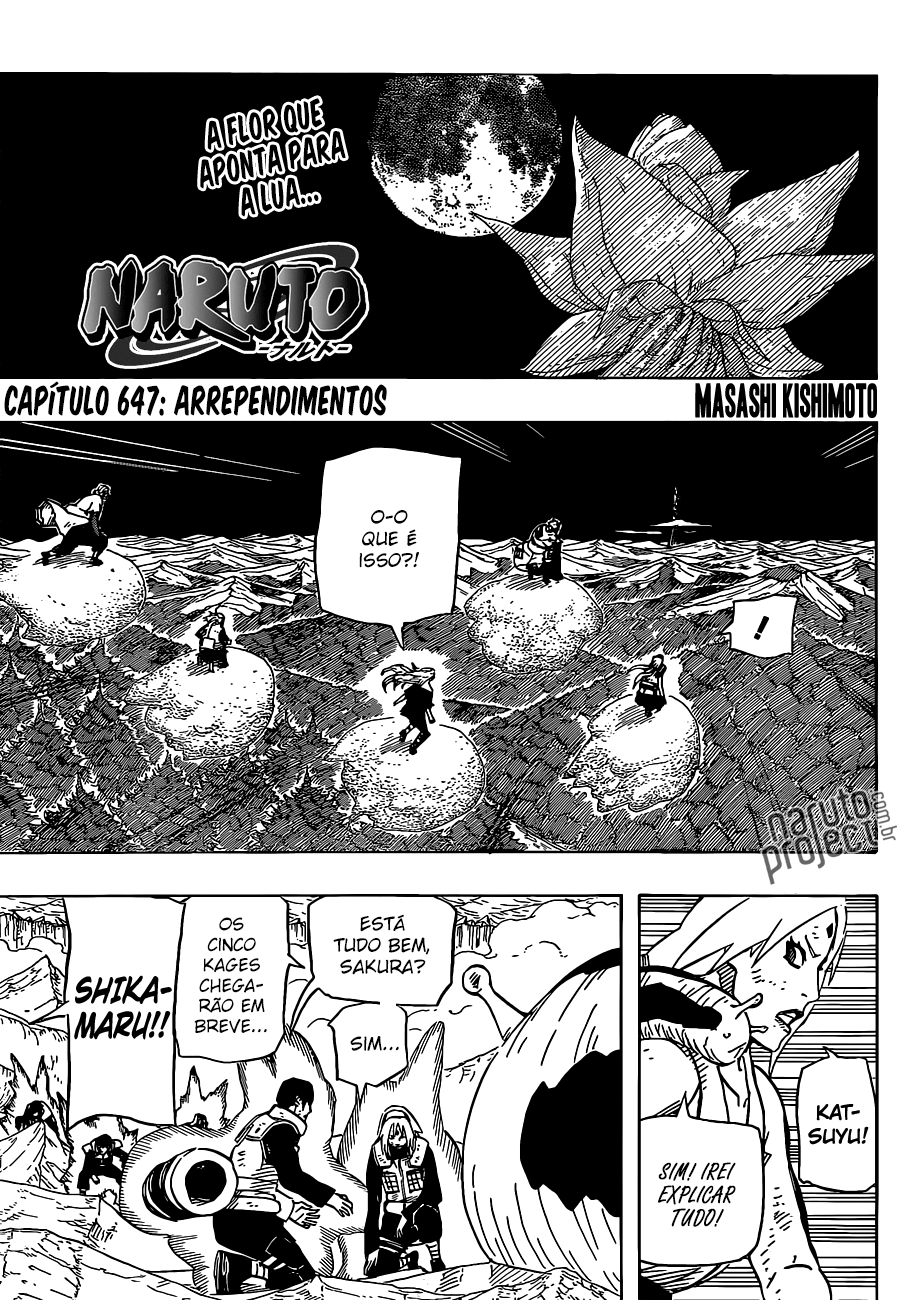 A FLOR QUE
APONTA PARA
A LUA...
NARUTO
-ナルト-
CAPÍTULO 647: ARREPENDIMENTOS
MASASHI KISHIMOTO
O-O
QUE É
ISSO?!
!
naruto
project
.com.br
KAT-
SUYU!
SIM! IREI
EXPLICAR
TUDO!
ESTÁ
TUDO BEM,
SAKURA?
SIM...
OS
CINCO
KAGES
CHEGA-
RÃO EM
BREVE...
SHIKA-
MARU!!